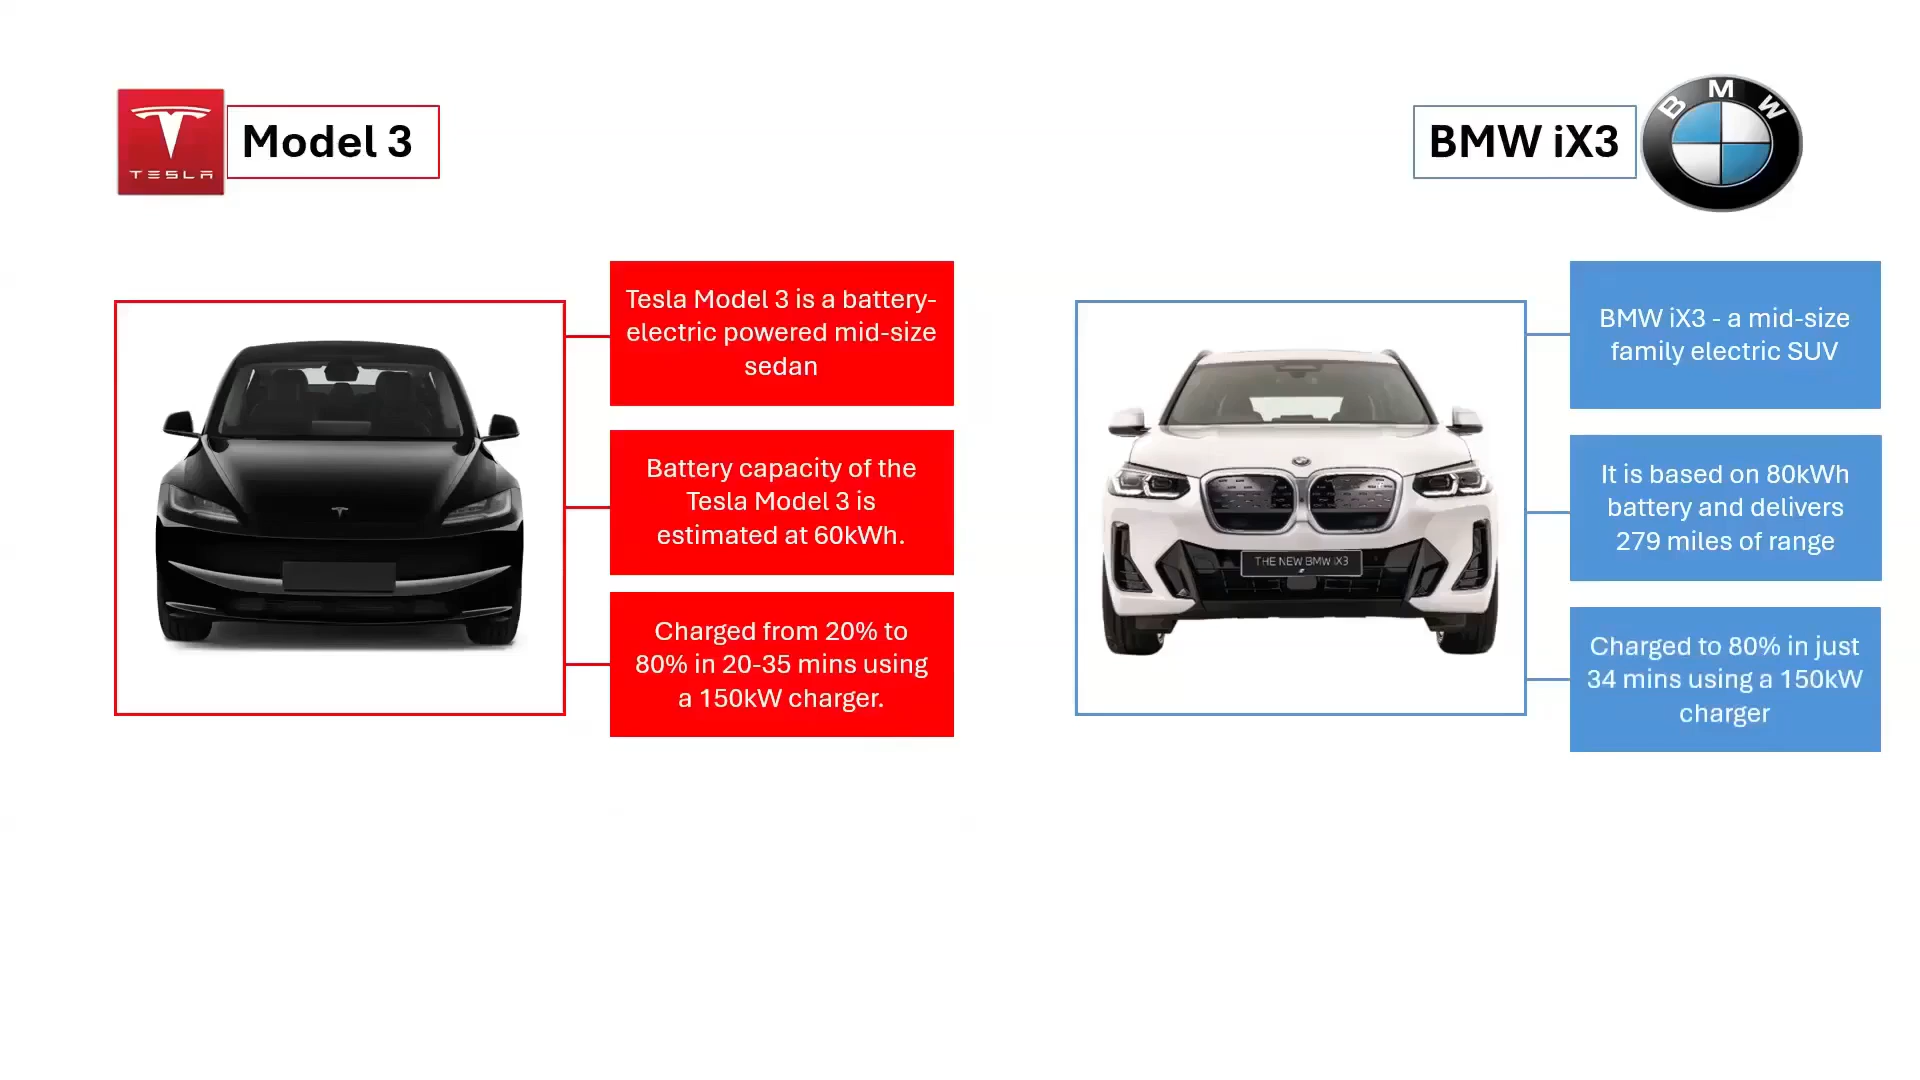 TESLA
Model 3
BMW iX3
BMW
Tesla Model 3 is a battery-
electric powered mid-size
sedan
Battery capacity of the
Tesla Model 3 is
estimated at 60kWh.
Charged from 20% to
80% in 20-35 mins using
a 150kW charger.
THE NEW BMW iX3
BMW iX3 - a mid-size
family electric SUV
It is based on 80kWh
battery and delivers
279 miles of range
Charged to 80% in just
34 mins using a 150kW
charger